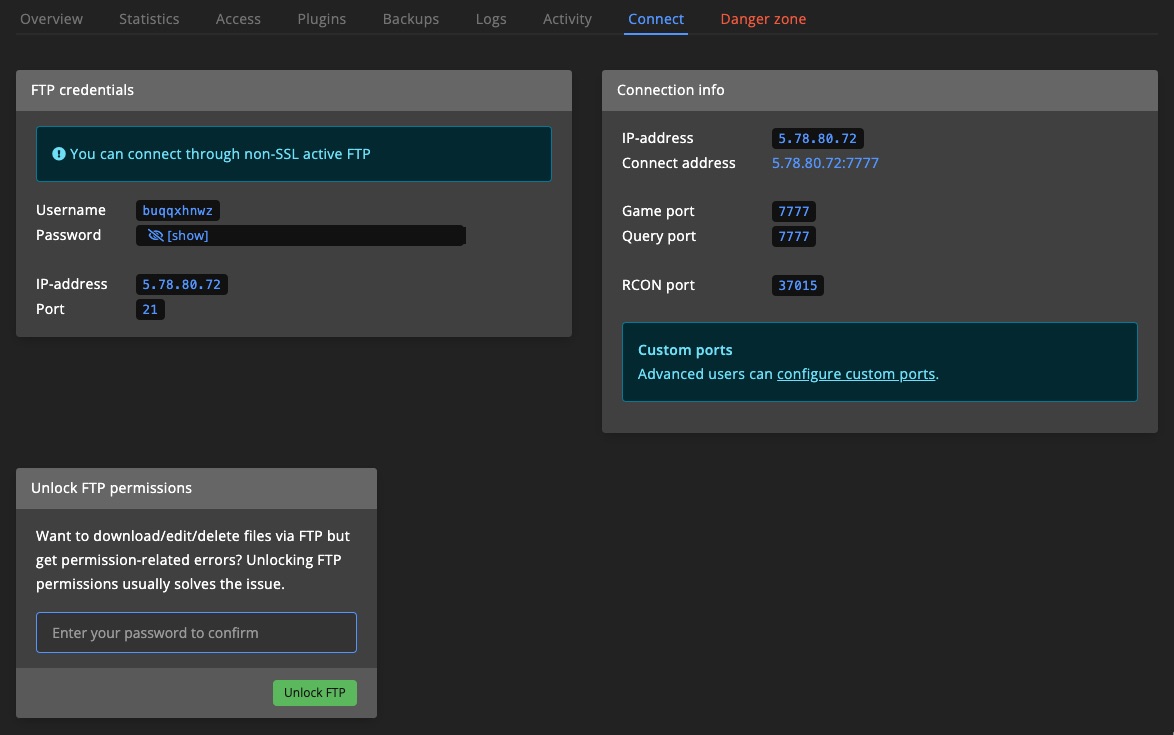 Overview Statistics Access Plugins Backups Logs Activity Connect Danger zone
FTP credentials
You can connect through non-SSL active FTP
Username buqqxhnwz
Password [show]
IP-address 5.78.80.72
Port 21
Connection info
IP-address 5.78.80.72
Connect address 5.78.80.72:7777
Game port 7777
Query port 7777
RCON port 37015
Custom ports
Advanced users can configure custom ports.
Unlock FTP permissions
Want to download/edit/delete files via FTP but
get permission-related errors? Unlocking FTP
permissions usually solves the issue.
Enter your password to confirm
Unlock FTP